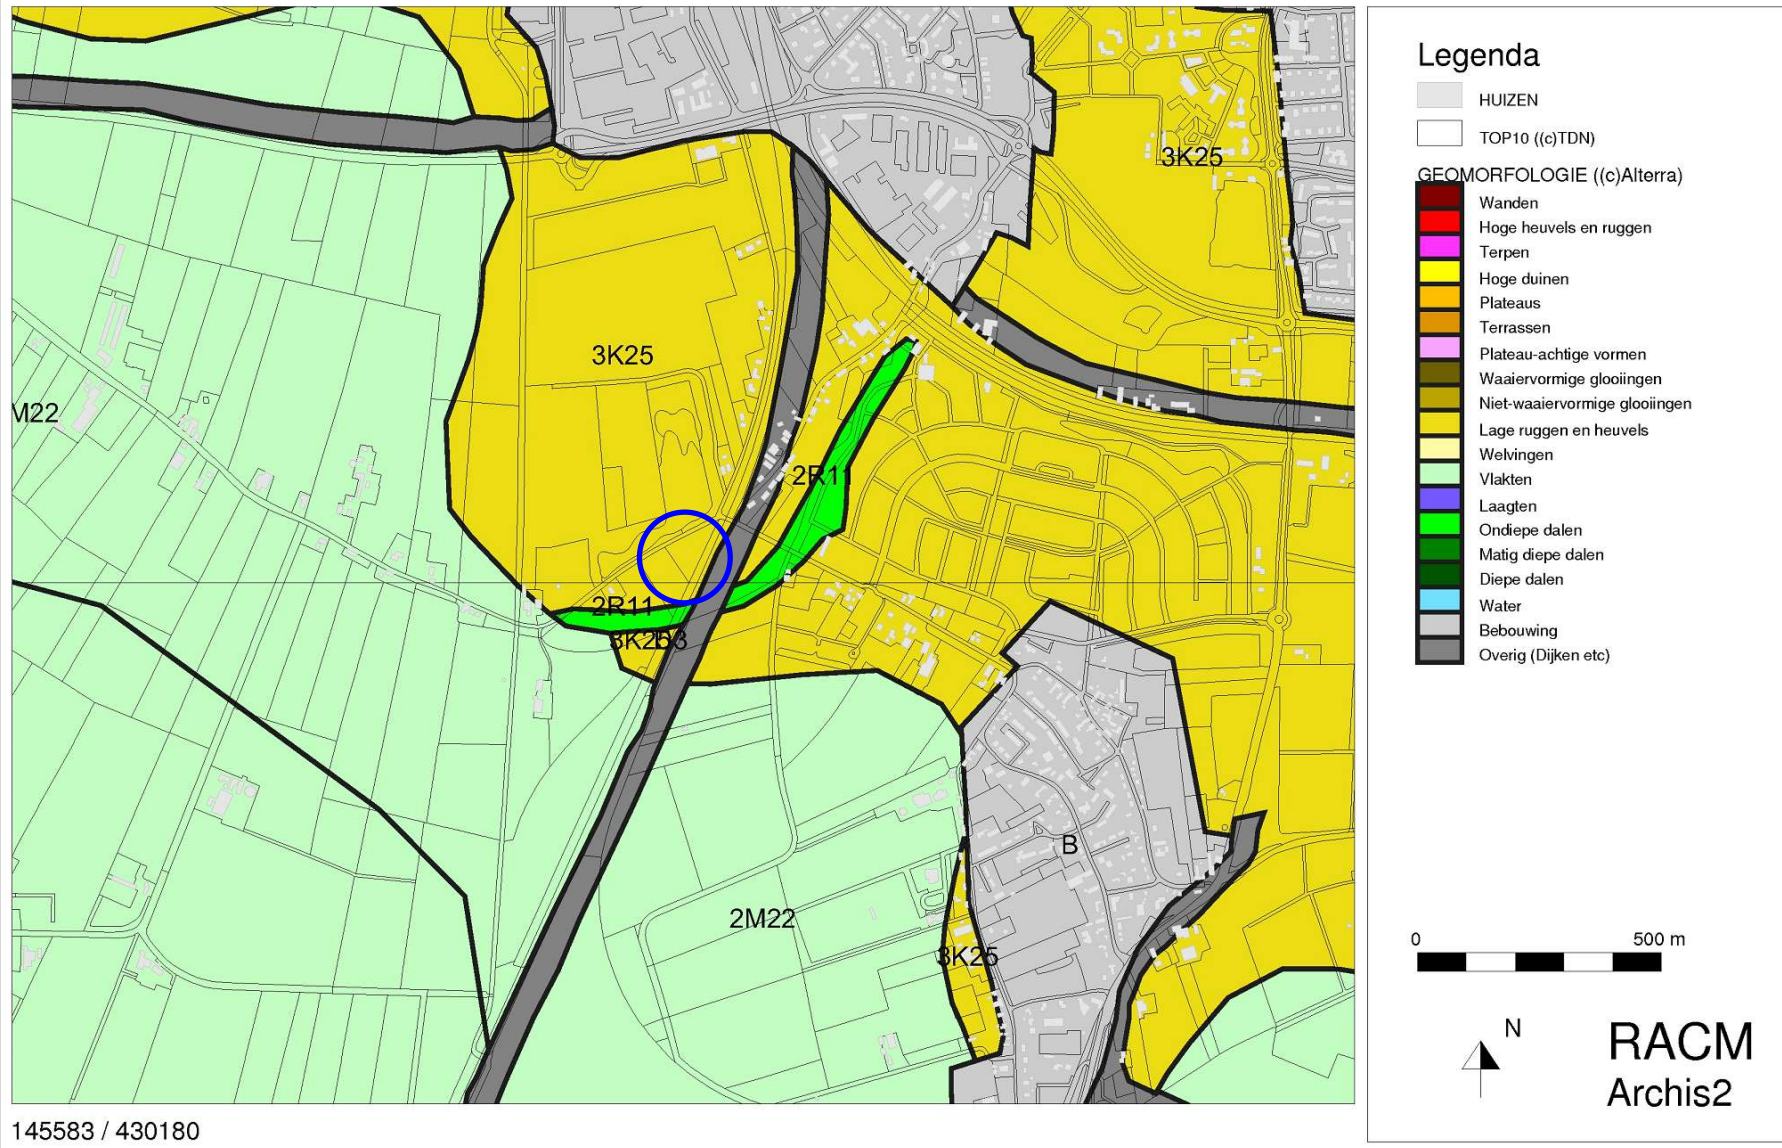 3K25
3K25
M22
2R11
2R11
3K25
B
2M22
3K25
145583 / 430180
Legenda
HUIZEN
TOP10 ((c)TDN)
GEOMORFOLOGIE ((c)Alterra)
Wanden
Hoge heuvels en ruggen
Terpen
Hoge duinen
Plateaus
Terrassen
Plateau-achtige vormen
Waaiervormige glooiingen
Niet-waaiervormige glooiingen
Lage ruggen en heuvels
Welvingen
Vlakten
Laagten
Ondiepe dalen
Matig diepe dalen
Diepe dalen
Water
Bebouwing
Overig (Dijken etc)
0 500 m
N
RACM
Archis2